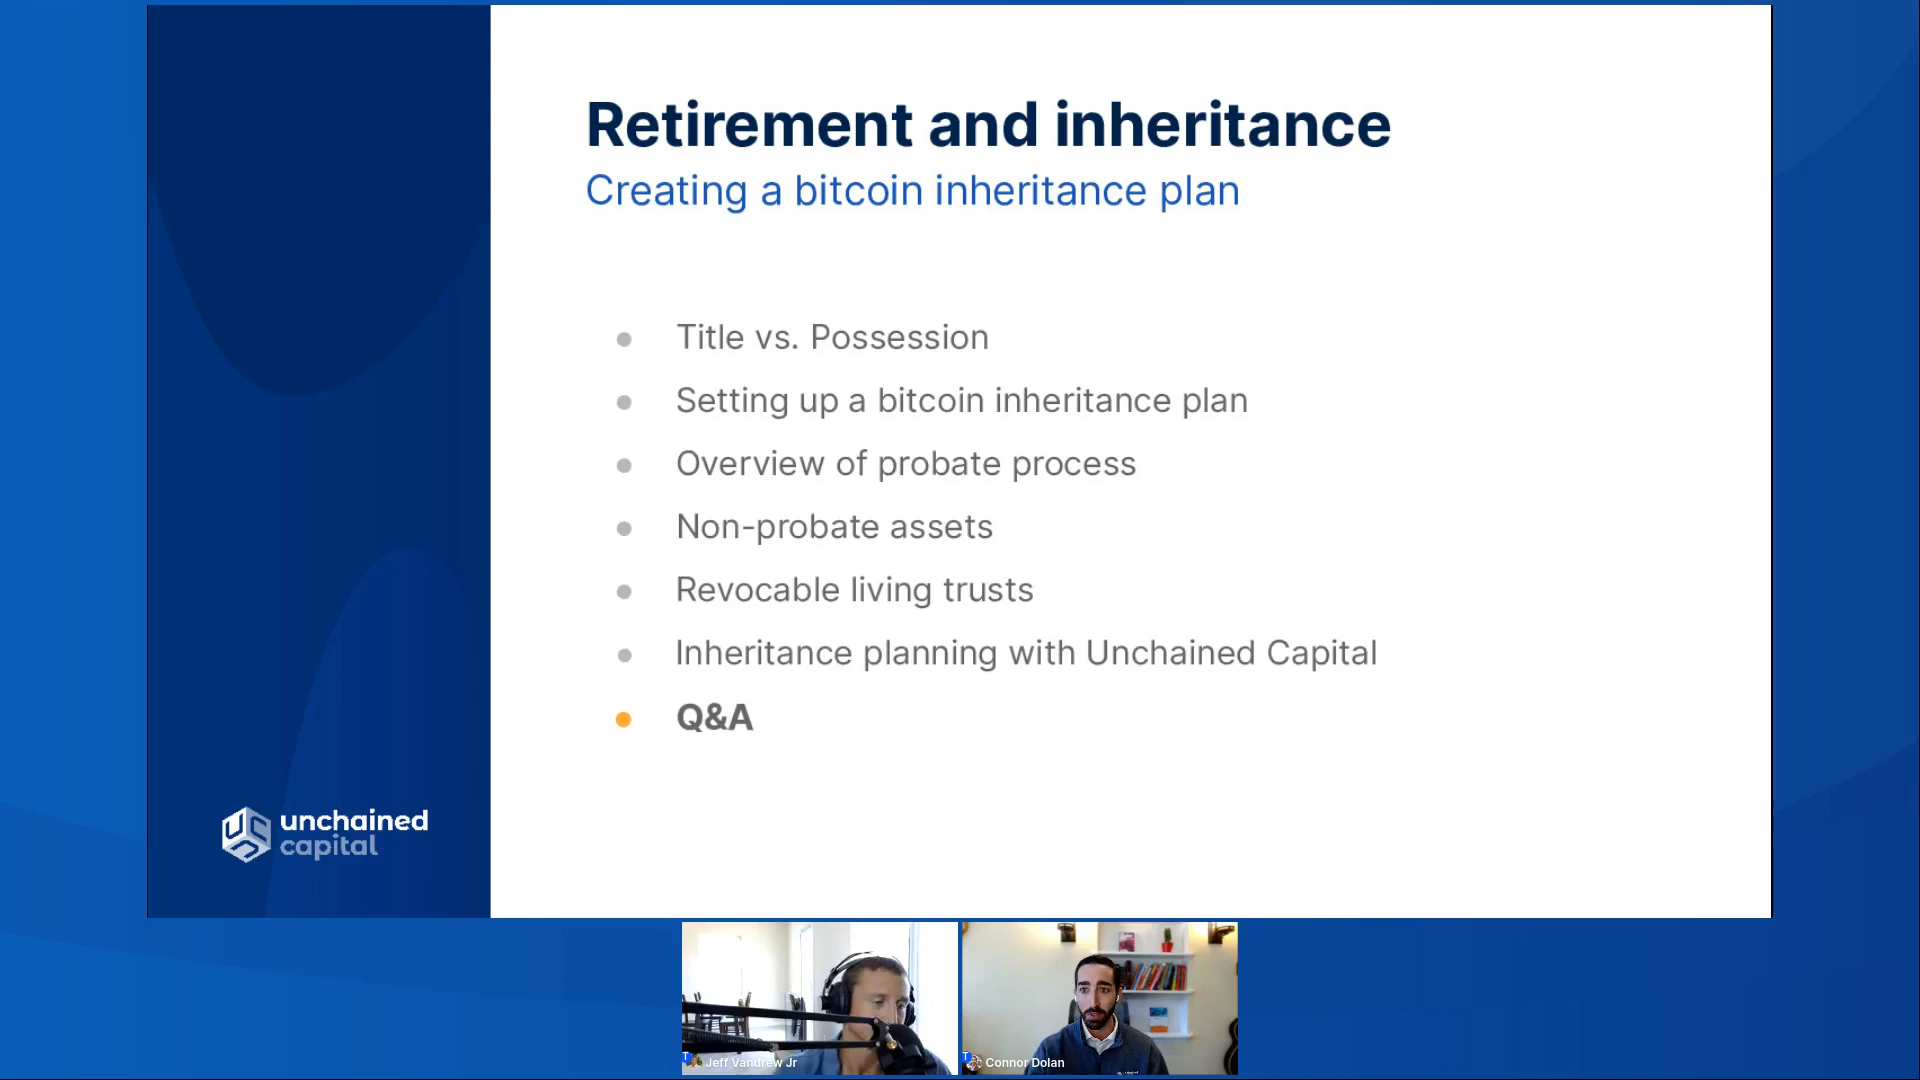 Retirement and inheritance
Creating a bitcoin inheritance plan
Title vs. Possession
Setting up a bitcoin inheritance plan
Overview of probate process
Non-probate assets
Revocable living trusts
Inheritance planning with Unchained Capital
Q&A
unchained
capital
Jeff Vandrew Jr
Connor Dolan